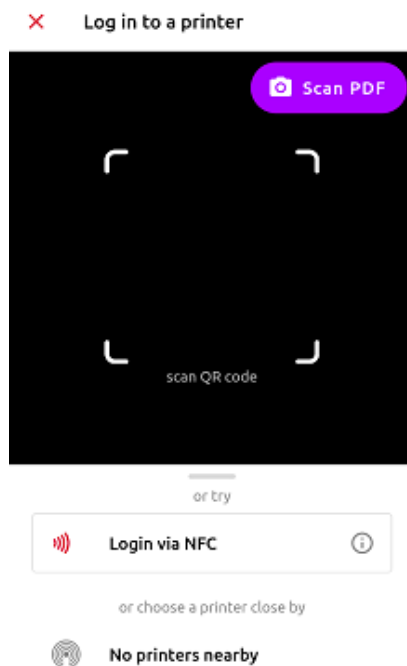 Log in to a printer
Scan PDF
scan QR code
or try
Login via NFC
or choose a printer close by
No printers nearby